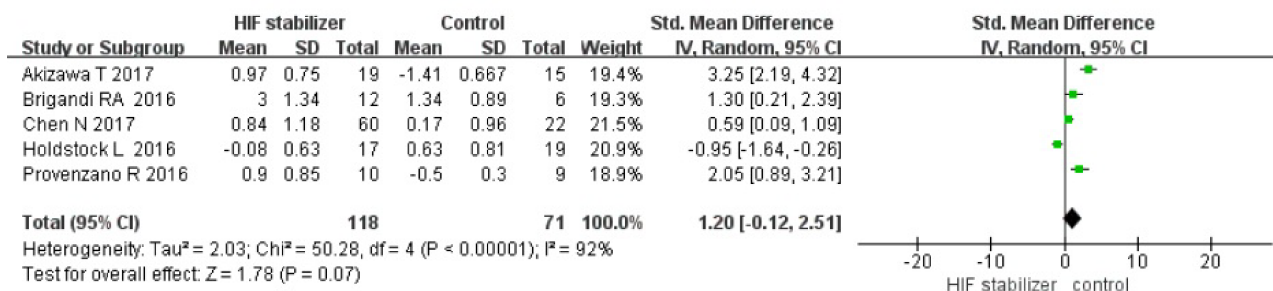 HIF stabilizer Control Std. Mean Difference Std. Mean Difference
Study or Subgroup Mean SD Total Mean SD Total Weight IV, Random, 95% CI IV, Random, 95% CI
Akizawa T 2017 0.97 0.75 19 -1.41 0.667 15 19.4% 3.25 [2.19, 4.32]
Brigandi RA 2016 3 1.34 12 1.34 0.89 6 19.3% 1.30 [0.21, 2.39]
Chen N 2017 0.84 1.18 60 0.17 0.96 22 21.5% 0.59 [0.09, 1.09]
Holdstock L 2016 -0.08 0.63 17 0.63 0.81 19 20.9% -0.95 [-1.64, -0.26]
Provenzano R 2016 0.9 0.85 10 -0.5 0.3 9 18.9% 2.05 [0.89, 3.21]
Total (95% CI) 118 71 100.0% 1.20 [-0.12, 2.51]
Heterogeneity: Tau² = 2.03; Chi² = 50.28, df = 4 (P < 0.00001); I² = 92%
Test for overall effect: Z = 1.78 (P = 0.07)
-20 -10 0 10 20
HIF stabilizer control